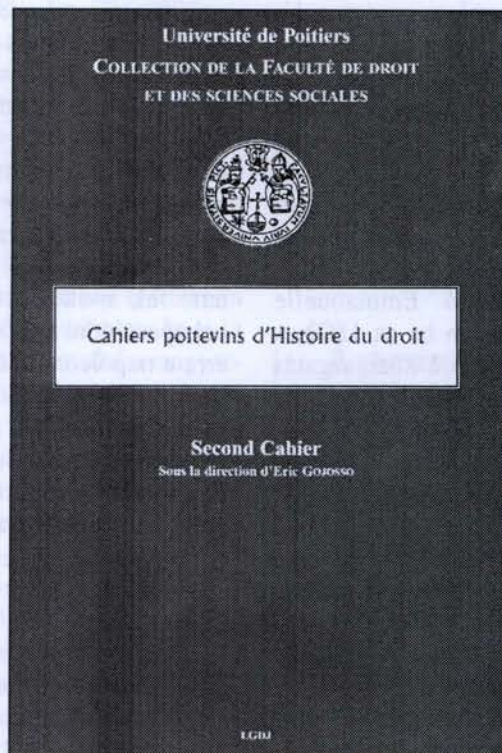 Université de Poitiers
COLLECTION DE LA FACULTÉ DE DROIT
ET DES SCIENCES SOCIALES
Cahiers poitevins d'Histoire du droit
Second Cahier
Sous la direction d'Eric GOJOSSO
LGDJ